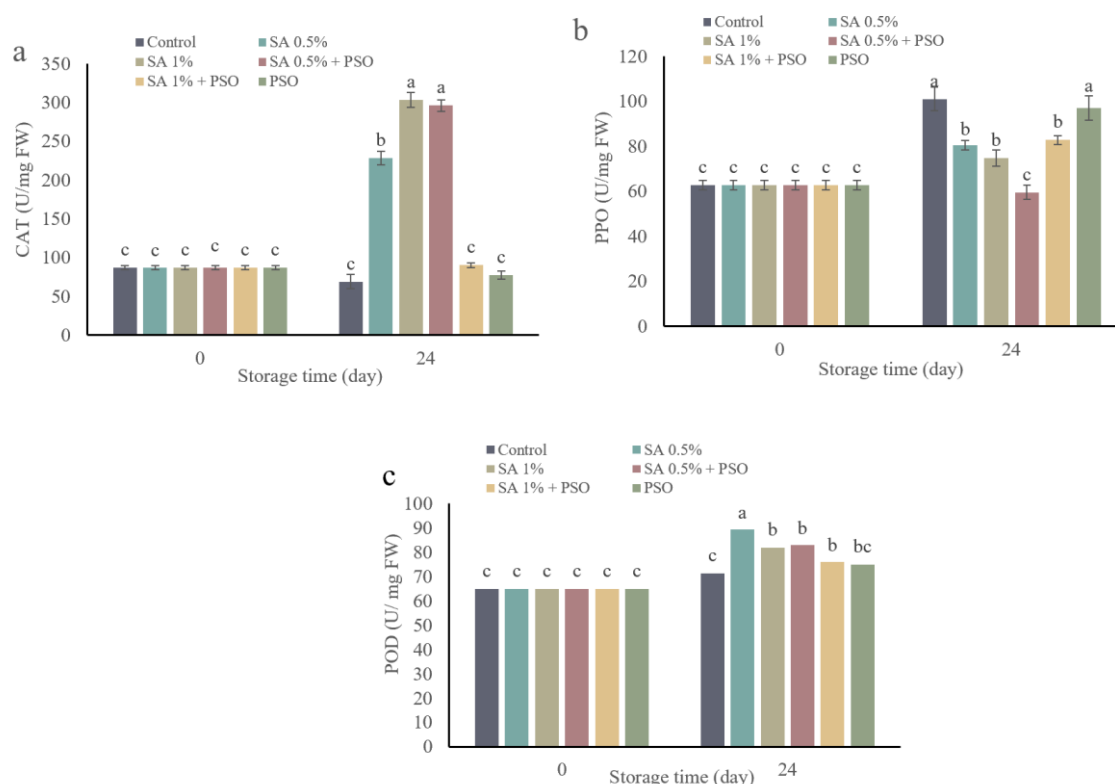 a
Control
SA 0.5%
SA 1%
SA 0.5% + PSO
SA 1% + PSO
PSO
CAT (U/mg FW)
350
300
250
200
150
100
50
0
c c c c c c
c b a a c c
0 24
Storage time (day)
b
Control
SA 0.5%
SA 1%
SA 0.5% + PSO
SA 1% + PSO
PSO
PPO (U/mg FW)
120
100
80
60
40
20
0
c c c c c c
a b b c b a
0 24
Storage time (day)
c
Control
SA 0.5%
SA 1%
SA 0.5% + PSO
SA 1% + PSO
PSO
POD (U/ mg FW)
100
90
80
70
60
50
40
30
20
10
0
c c c c c c
c a b b b bc
0 24
Storage time (day)